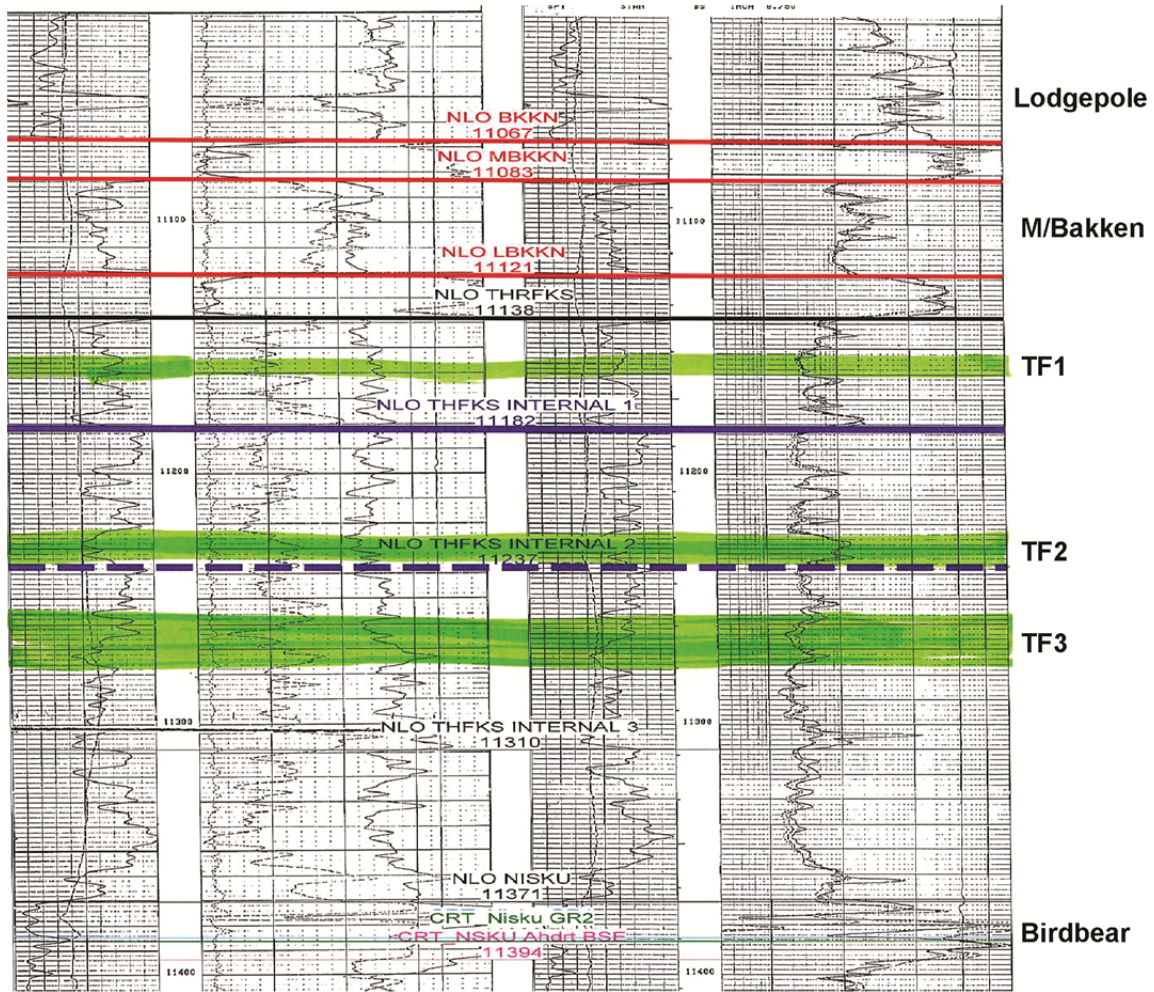 Lodgepole
NLO BKKN
11067
NLO MBKKN
11083
11100
11100
M/Bakken
NLO LBKKN
11121
NLO THRFKS
11138
TF1
NLO THFKS INTERNAL 1
11182
11200
11200
NLO THFKS INTERNAL 2
11237
TF2
TF3
11300
11300
NLO THFKS INTERNAL 3
11310
NLO NISKU
11371
CRT_Nisku GR2
CRT_NSKU Ahdrt BSE
11394
Birdbear
11400
11400